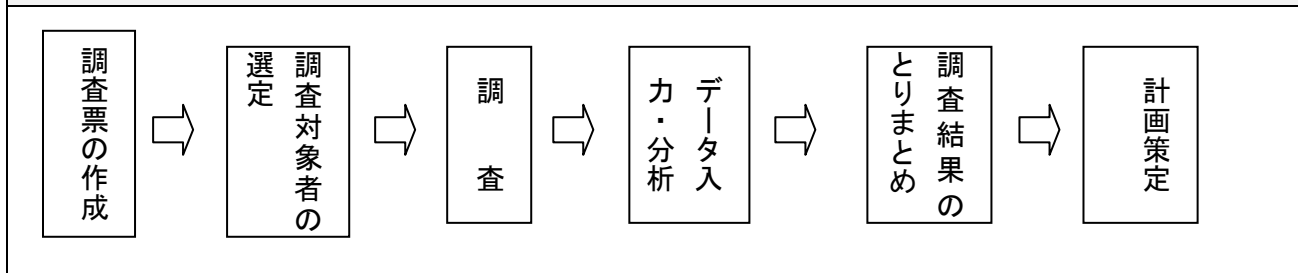 調査票の作成
調査対象者の
選定
調査
データ入
力・分析
調査結果の
とりまとめ
計画策定